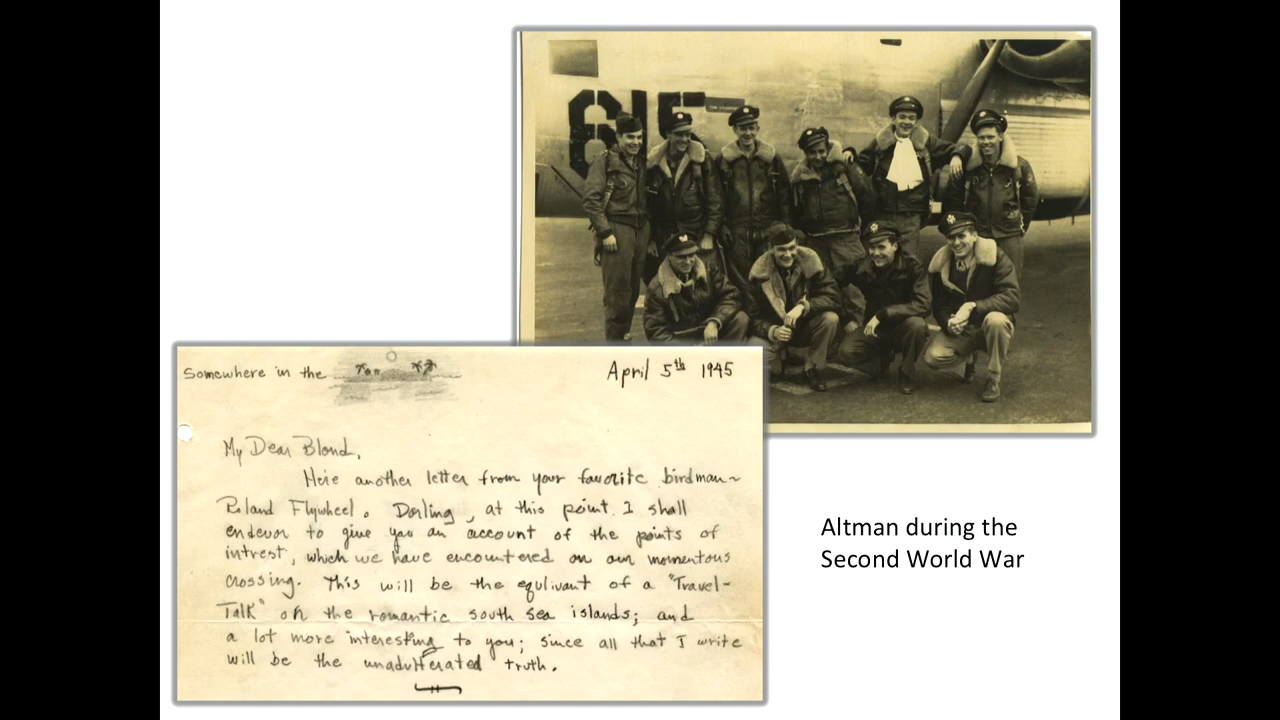 615
Somewhere in the
April 5th 1945
My Dear Blond,
Here another letter from your favorite birdman~
Roland Flywheel. Darling, at this point I shall
endevor to give you an account of the points of
intrest, which we have encountered on our momentous
crossing. This will be the equlivant of a "Travel-
Talk" on the romantic south sea islands; and
a lot more interesting to you; since all that I write
will be the unadulterated truth.
Altman during the
Second World War